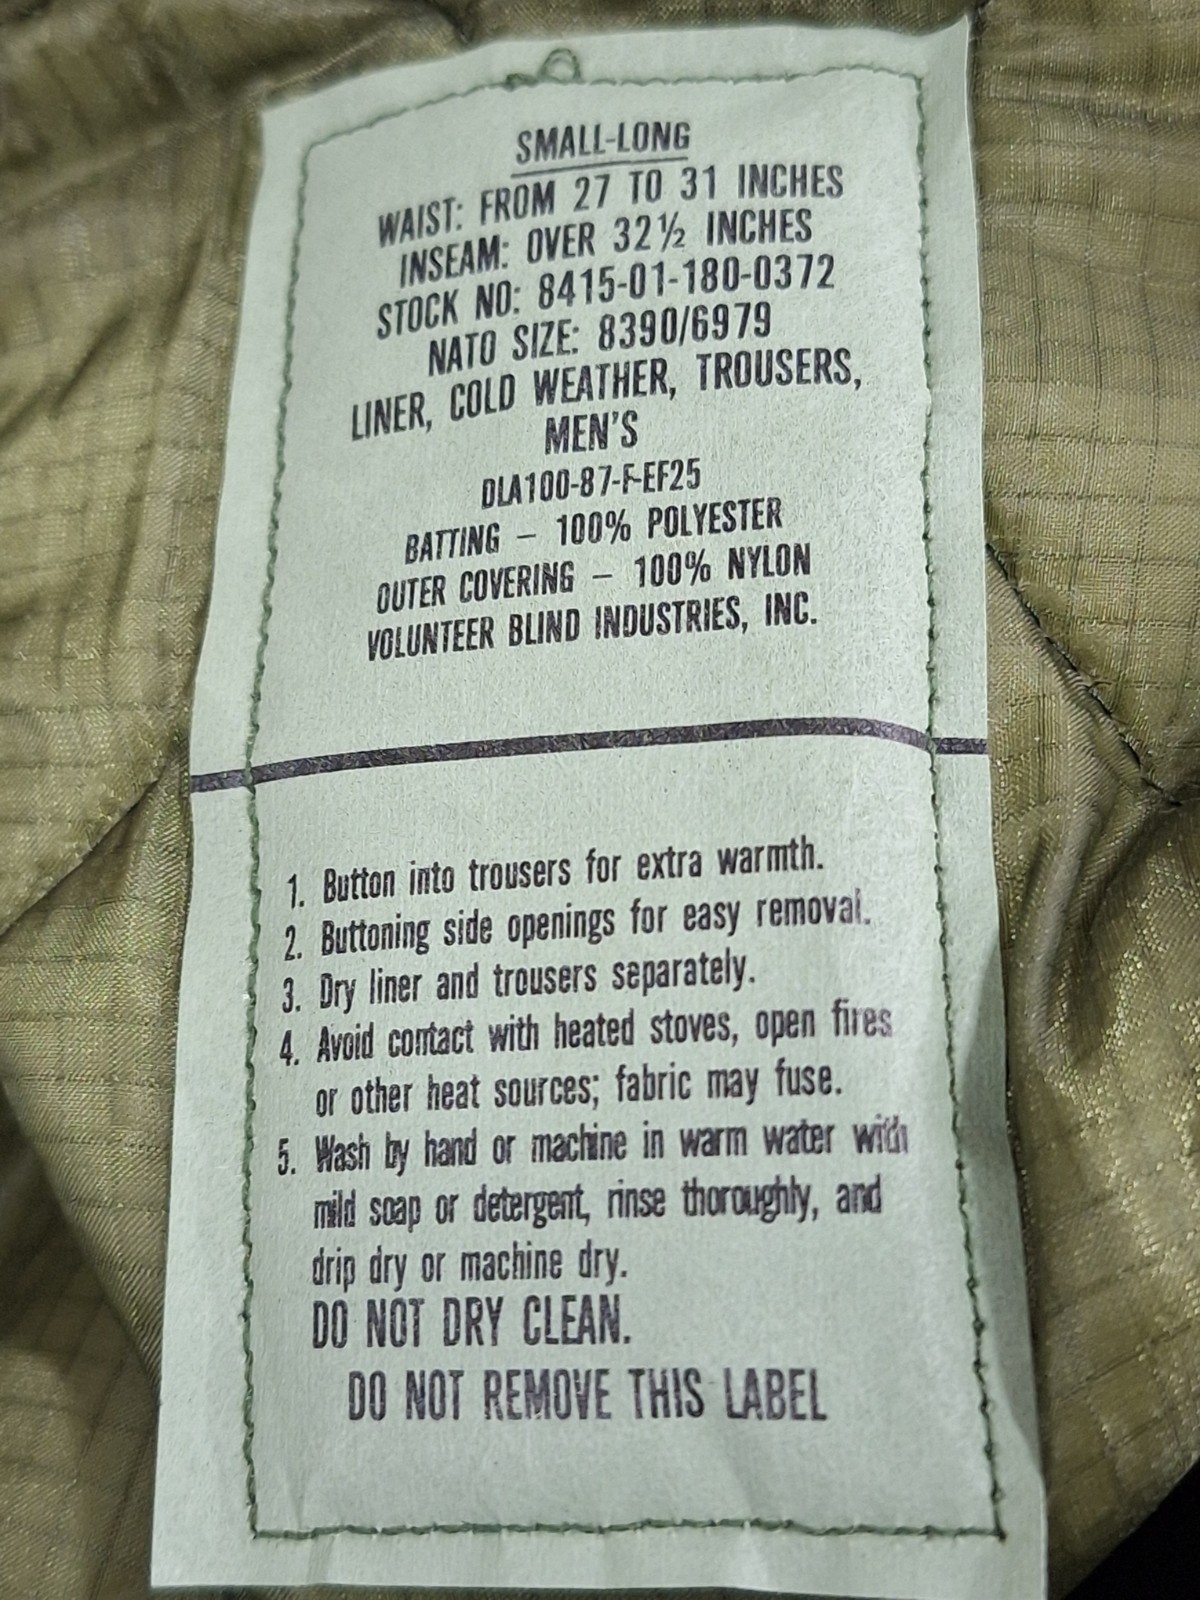 SMALL-LONG
WAIST: FROM 27 TO 31 INCHES
INSEAM: OVER 32½ INCHES
STOCK NO: 8415-01-180-0372
NATO SIZE: 8390/6979
LINER, COLD WEATHER, TROUSERS,
MEN'S
DLA100-87-F-EF25
BATTING – 100% POLYESTER
OUTER COVERING – 100% NYLON
VOLUNTEER BLIND INDUSTRIES, INC.
1. Button into trousers for extra warmth.
2. Buttoning side openings for easy removal.
3. Dry liner and trousers separately.
4. Avoid contact with heated stoves, open fires
or other heat sources; fabric may fuse.
5. Wash by hand or machine in warm water with
mild soap or detergent, rinse thoroughly, and
drip dry or machine dry.
DO NOT DRY CLEAN.
DO NOT REMOVE THIS LABEL